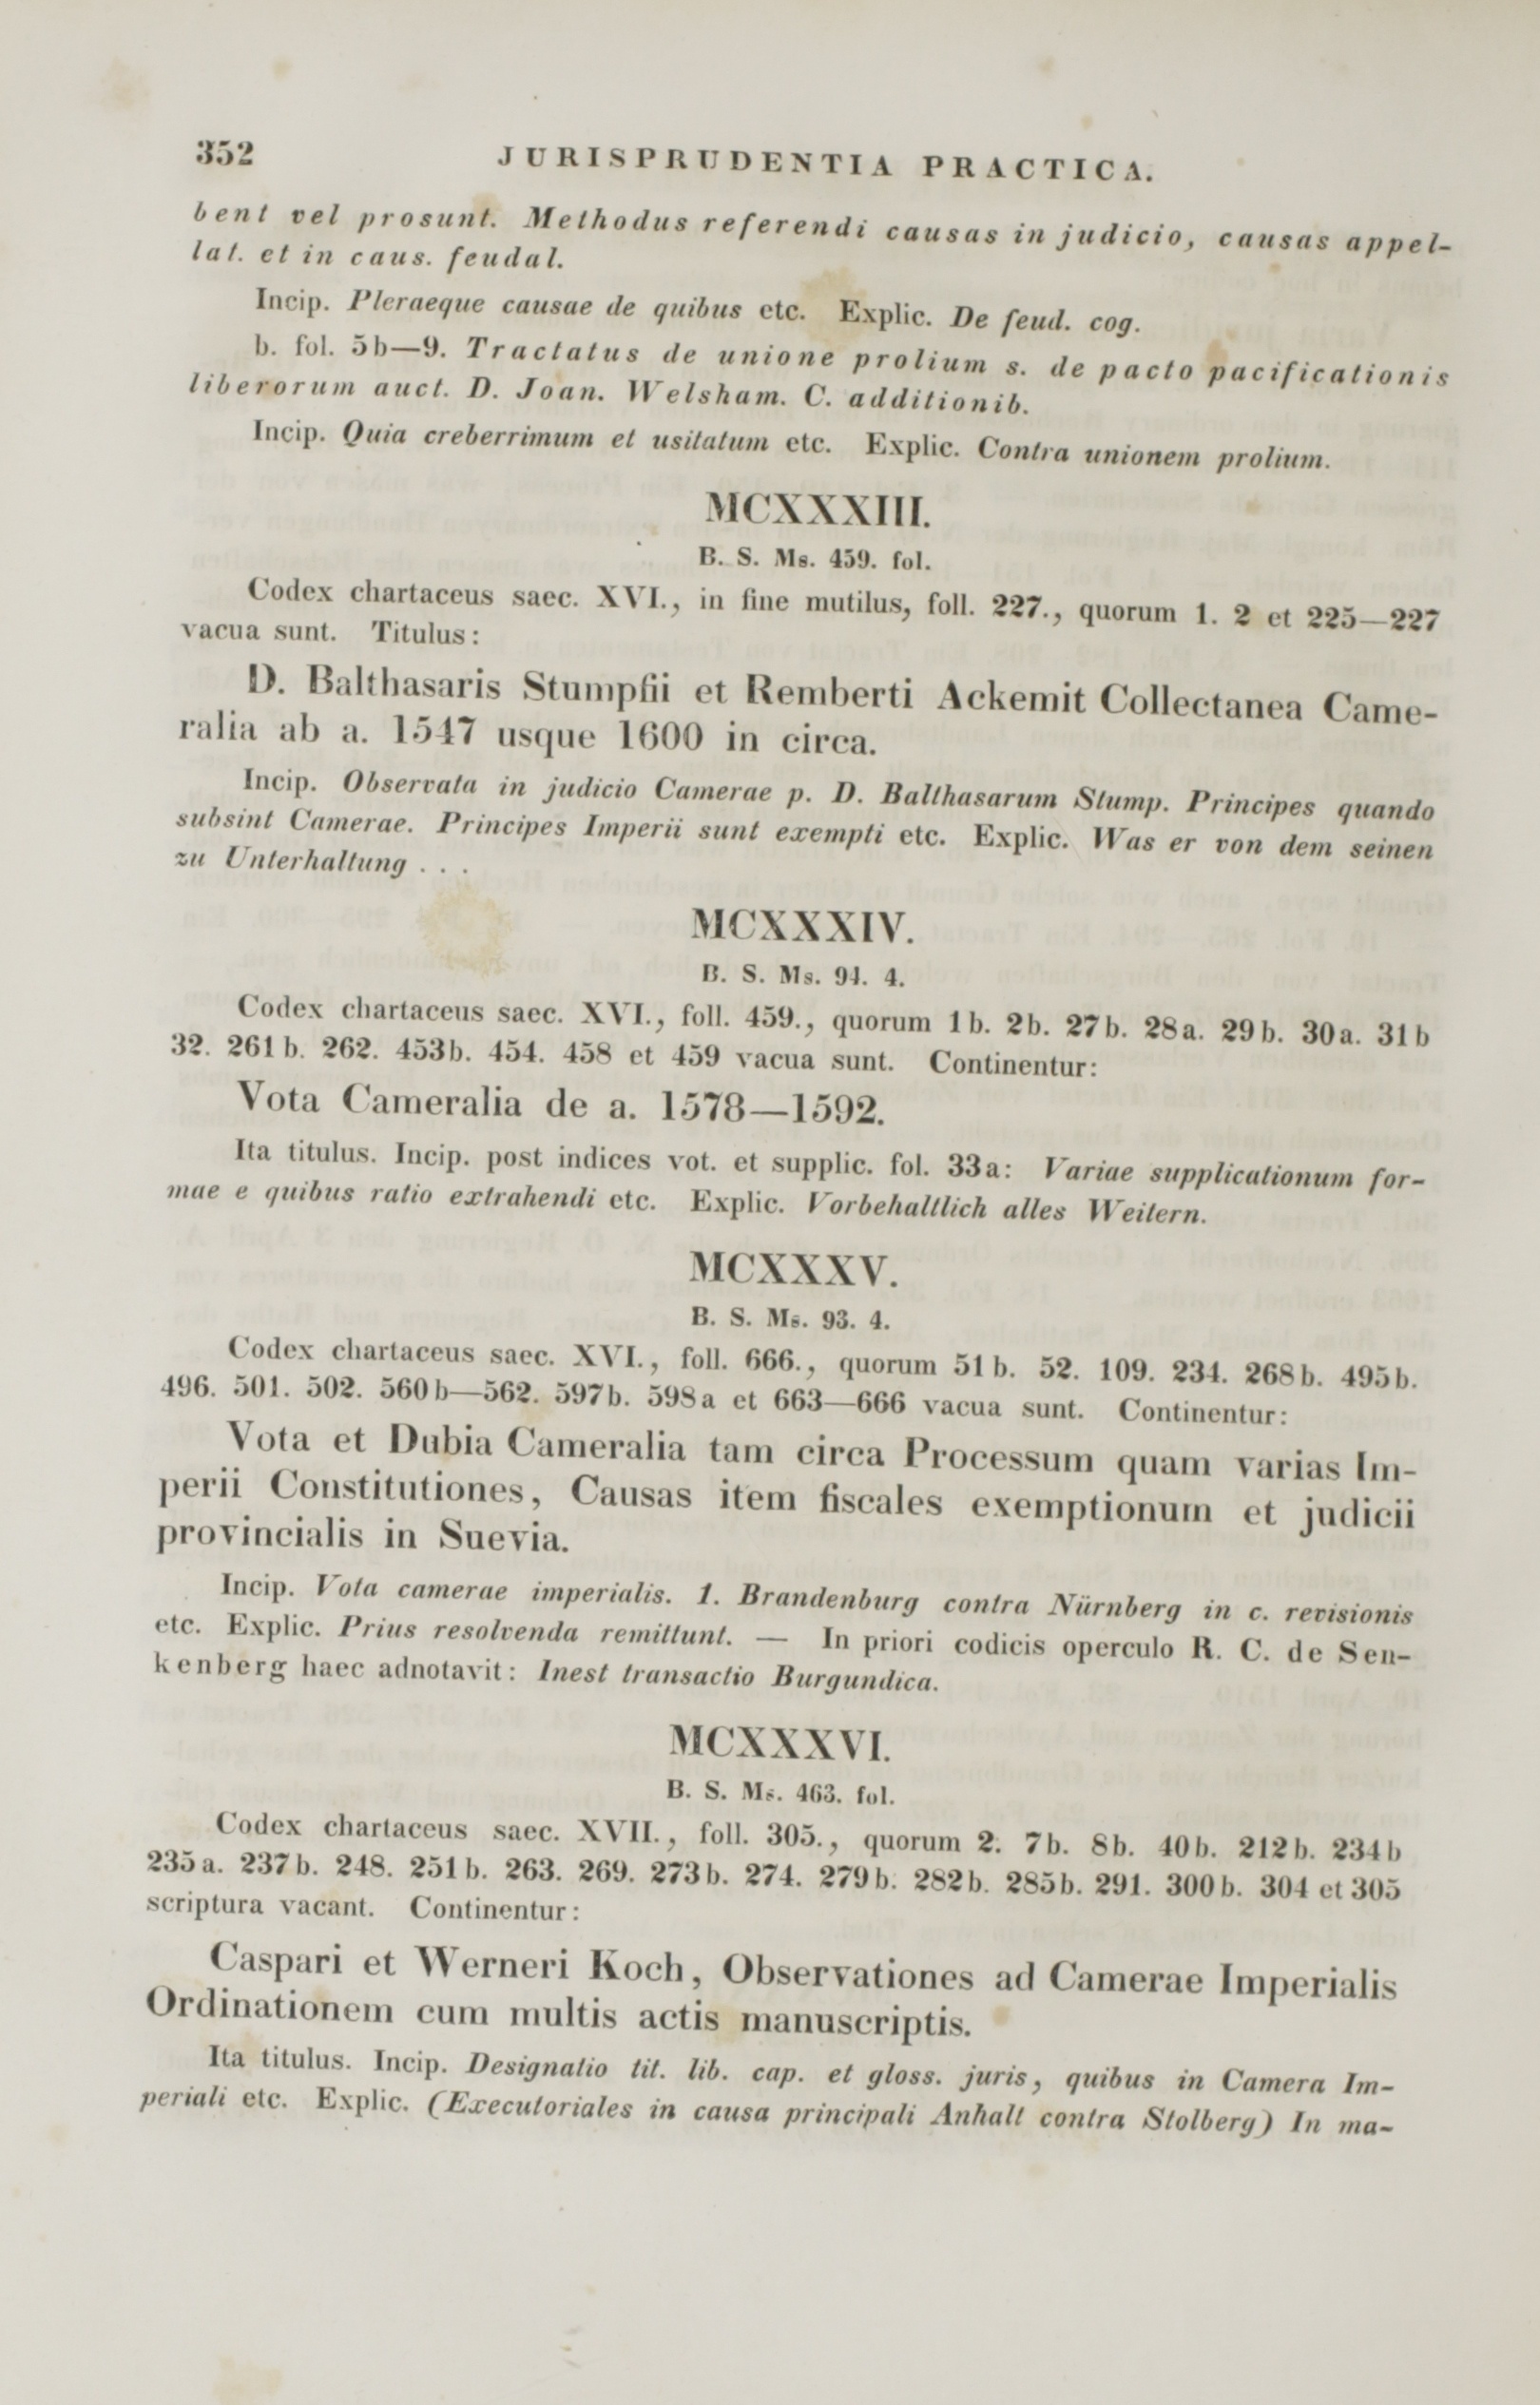 352 JURISPRUDENTIA PRACTICA.
bent vel prosunt. Methodus referendi causas in judicio, causas appel-
lat. et in caus. feudal.
Incip. Pleraeque causae de quibus etc. Explic. De feud. cog.
b. fol. 5b—9. Tractatus de unione prolium s. de pacto pacificationis
liberorum auct. D. Joan. Welsham. C. additionib.
Incip. Quia creberrimum et usitatum etc. Explic. Contra unionem prolium.
MCXXXIII.
B. S. Ms. 459. fol.
Codex chartaceus saec. XVI., in fine mutilus, foll. 227., quorum 1. 2 et 225—227
vacua sunt. Titulus:
D. Balthasaris Stumpfii et Remberti Ackemit Collectanea Came-
ralia ab a. 1547 usque 1600 in circa.
Incip. Observata in judicio Camerae p. D. Balthasarum Stump. Principes quando
subsint Camerae. Principes Imperii sunt exempti etc. Explic. Was er von dem seinen
zu Unterhaltung . . .
MCXXXIV.
B. S. Ms. 94. 4.
Codex chartaceus saec. XVI., foll. 459., quorum 1b. 2b. 27b. 28a. 29b. 30a. 31b
32. 261b. 262. 453b. 454. 458 et 459 vacua sunt. Continentur:
Vota Cameralia de a. 1578—1592.
Ita titulus. Incip. post indices vot. et supplic. fol. 33a: Variae supplicationum for-
mae e quibus ratio extrahendi etc. Explic. Vorbehaltlich alles Weitern.
MCXXXV.
B. S. Ms. 93. 4.
Codex chartaceus saec. XVI., foll. 666., quorum 51b. 52. 109. 234. 268b. 495b.
496. 501. 502. 560b—562. 597b. 598a et 663—666 vacua sunt. Continentur:
Vota et Dubia Cameralia tam circa Processum quam varias Im-
perii Constitutiones, Causas item fiscales exemptionum et judicii
provincialis in Suevia.
Incip. Vota camerae imperialis. 1. Brandenburg contra Nürnberg in c. revisionis
etc. Explic. Prius resolvenda remittunt. — In priori codicis operculo R. C. de Sen-
kenberg haec adnotavit: Inest transactio Burgundica.
MCXXXVI.
B. S. Ms. 463. fol.
Codex chartaceus saec. XVII., foll. 305., quorum 2. 7b. 8b. 40b. 212b. 234b
235a. 237b. 248. 251b. 263. 269. 273b. 274. 279b. 282b. 285b. 291. 300b. 304 et 305
scriptura vacant. Continentur:
Caspari et Werneri Koch, Observationes ad Camerae Imperialis
Ordinationem cum multis actis manuscriptis.
Ita titulus. Incip. Designatio tit. lib. cap. et gloss. juris, quibus in Camera Im-
periali etc. Explic. (Executoriales in causa principali Anhalt contra Stolberg) In ma-